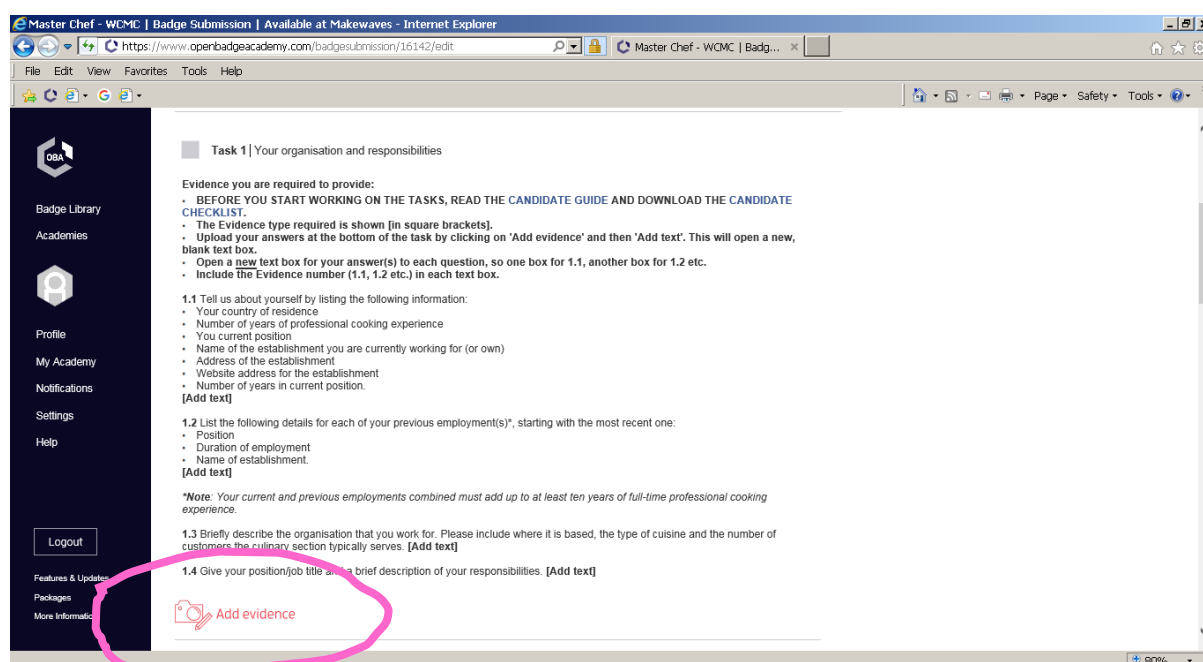 Master Chef - WCMC | Badge Submission | Available at Makewaves - Internet Explorer
https://www.openbadgeacademy.com/badgesubmission/16142/edit
Master Chef - WCMC | Badg...
File Edit View Favorites Tools Help
Page Safety Tools
OBA
Badge Library
Academies
Profile
My Academy
Notifications
Settings
Help
Logout
Features & Updates
Packages
More Informatio
Task 1 | Your organisation and responsibilities
Evidence you are required to provide:
• BEFORE YOU START WORKING ON THE TASKS, READ THE CANDIDATE GUIDE AND DOWNLOAD THE CANDIDATE
CHECKLIST.
• The Evidence type required is shown [in square brackets].
• Upload your answers at the bottom of the task by clicking on 'Add evidence' and then 'Add text'. This will open a new,
blank text box.
• Open a new text box for your answer(s) to each question, so one box for 1.1, another box for 1.2 etc.
• Include the Evidence number (1.1, 1.2 etc.) in each text box.
1.1 Tell us about yourself by listing the following information:
• Your country of residence
• Number of years of professional cooking experience
• You current position
• Name of the establishment you are currently working for (or own)
• Address of the establishment
• Website address for the establishment
• Number of years in current position.
[Add text]
1.2 List the following details for each of your previous employment(s)*, starting with the most recent one:
• Position
• Duration of employment
• Name of establishment.
[Add text]
*Note: Your current and previous employments combined must add up to at least ten years of full-time professional cooking
experience.
1.3 Briefly describe the organisation that you work for. Please include where it is based, the type of cuisine and the number of
customers the culinary section typically serves. [Add text]
1.4 Give your position/job title and a brief description of your responsibilities. [Add text]
Add evidence
80%